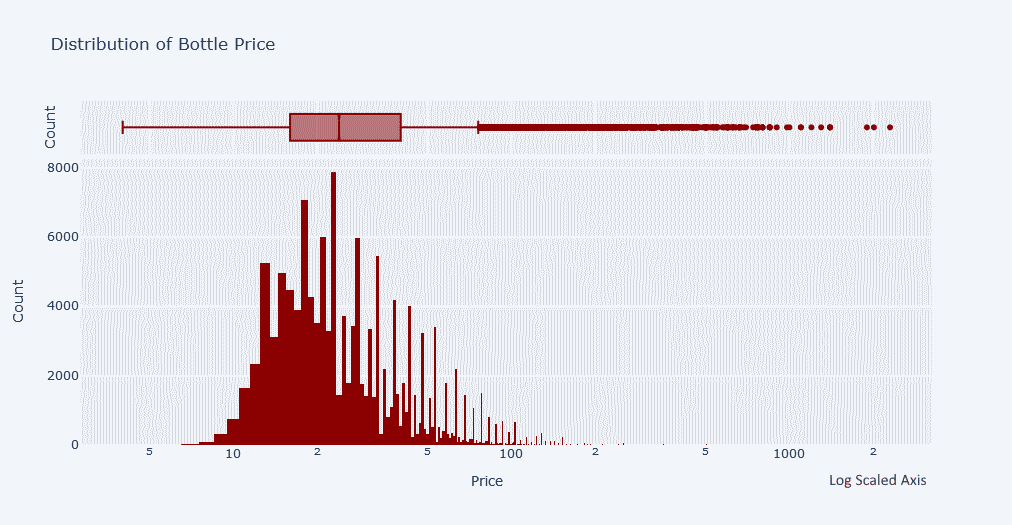 Distribution of Bottle Price
Count
8000
6000
4000
2000
0
Count
5 10 2 5 100 2 5 1000 2
Price
Log Scaled Axis